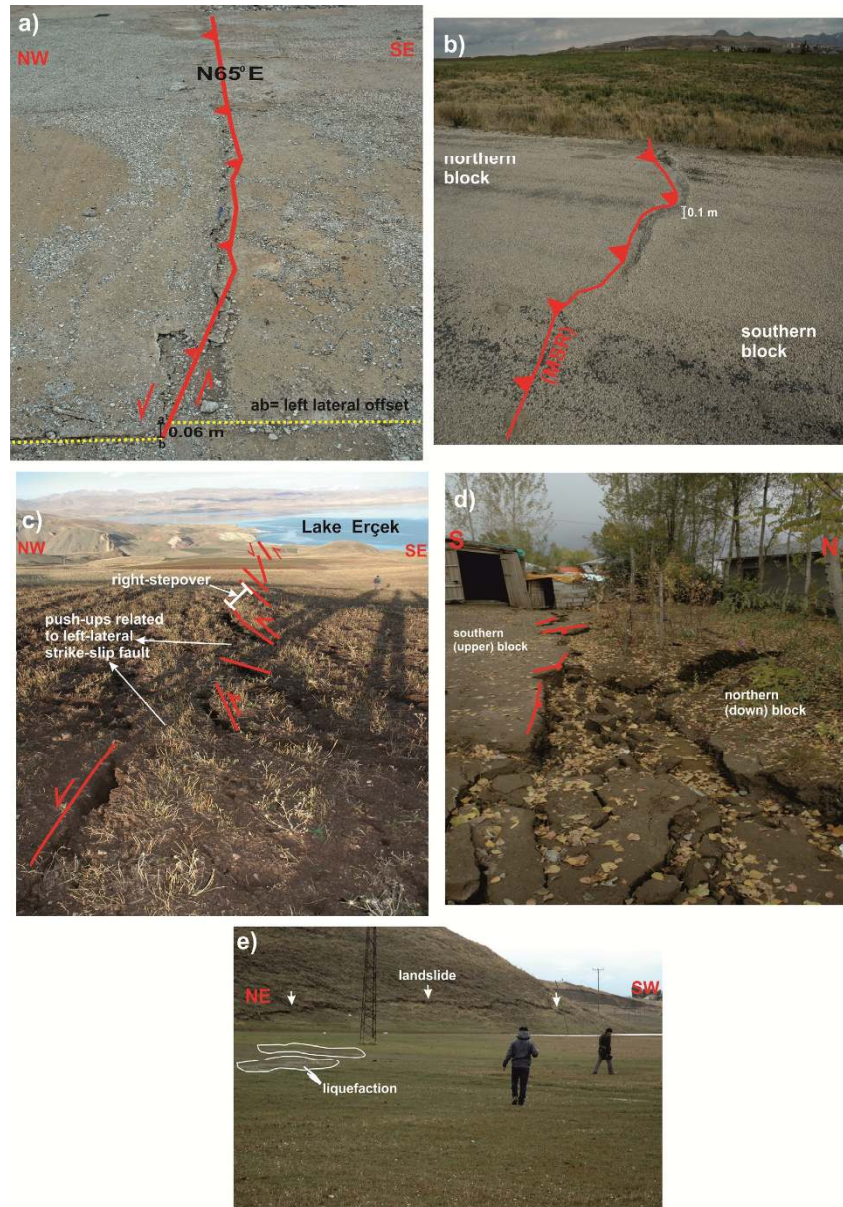 a)
NW
SE
N65°E
ab= left lateral offset
a
b
0.06 m
b)
northern
block
0.1 m
southern
block
(MSR)
c)
NW
Lake Erçek
SE
right-stepover
push-ups related
to left-lateral
strike-slip fault
d)
S
N
southern
(upper) block
northern
(down) block
e)
NE
landslide
SW
liquefaction